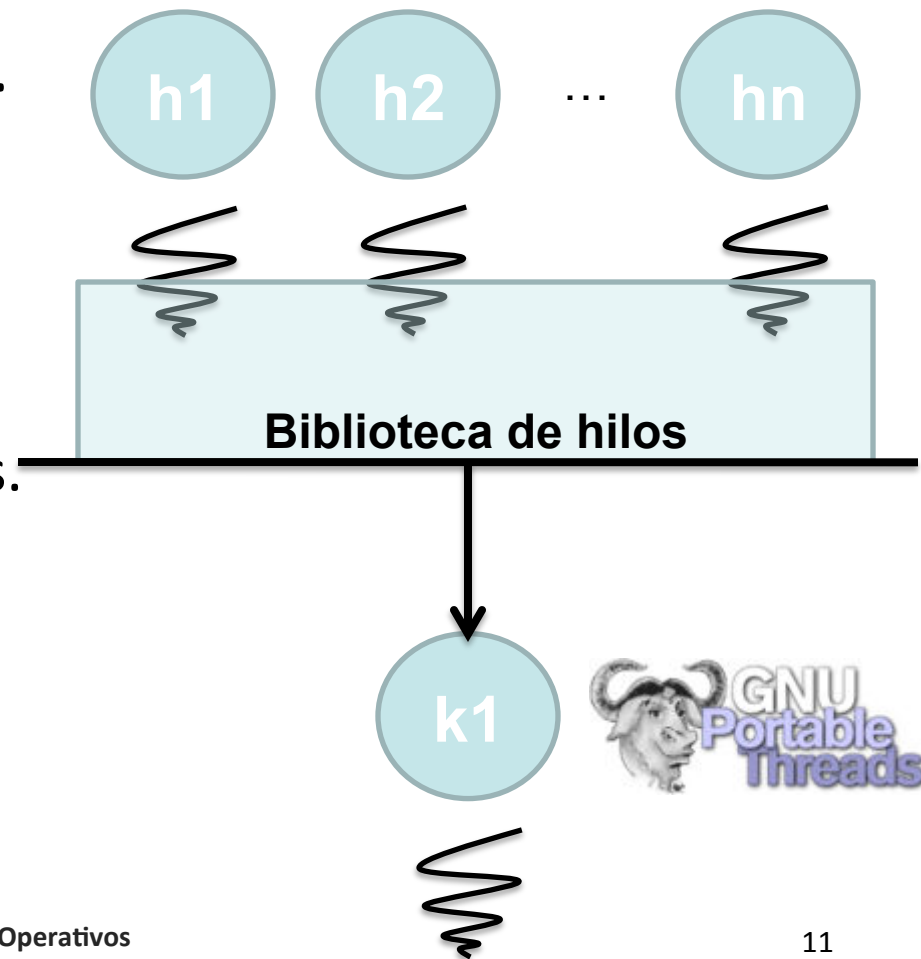 h1 h2 ... hn
Biblioteca de hilos
s.
k1
GNU
Portable
Threads
Operativos 11